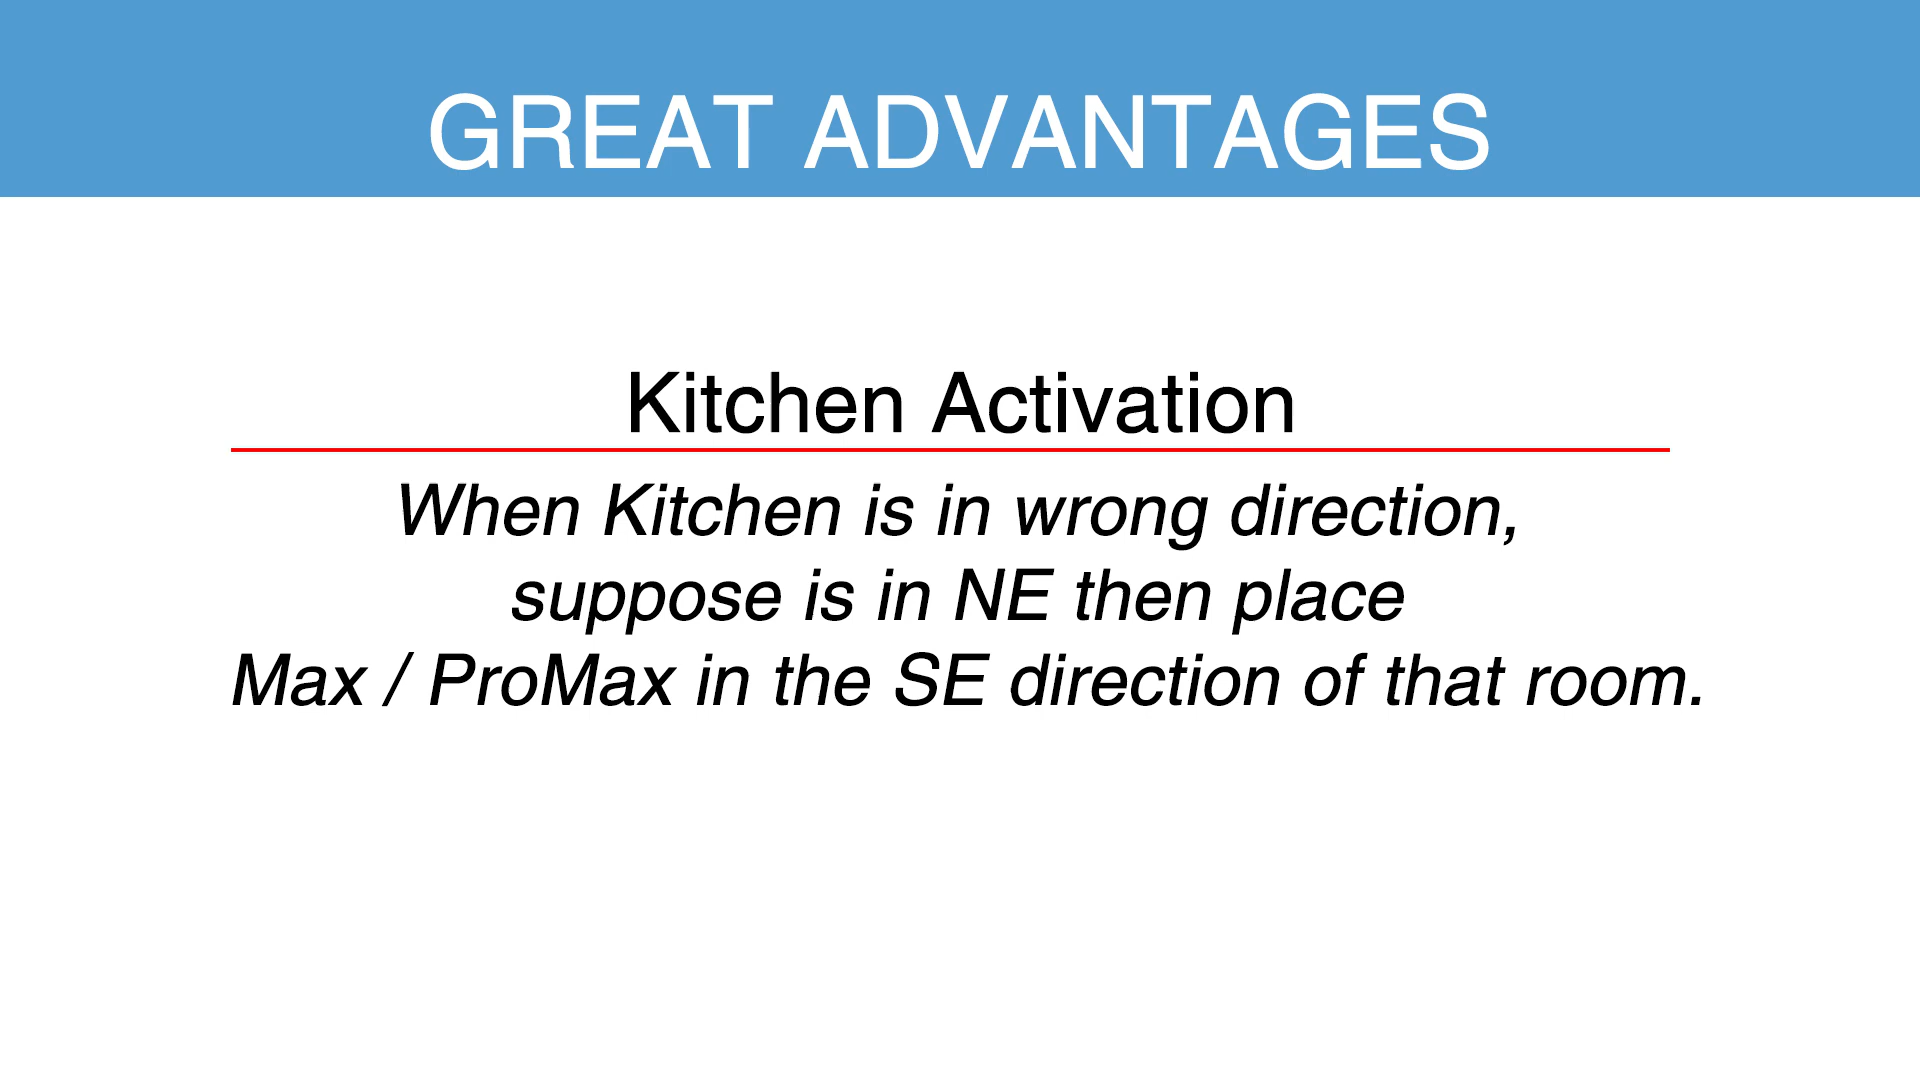 GREAT ADVANTAGES
Kitchen Activation
When Kitchen is in wrong direction,
suppose is in NE then place
Max / ProMax in the SE direction of that room.